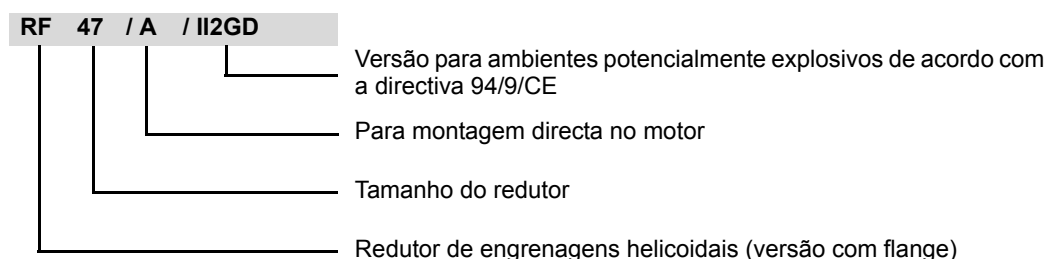 RF 47 / A / II2GD
Versão para ambientes potencialmente explosivos de acordo com
a directiva 94/9/CE
Para montagem directa no motor
Tamanho do redutor
Redutor de engrenagens helicoidais (versão com flange)